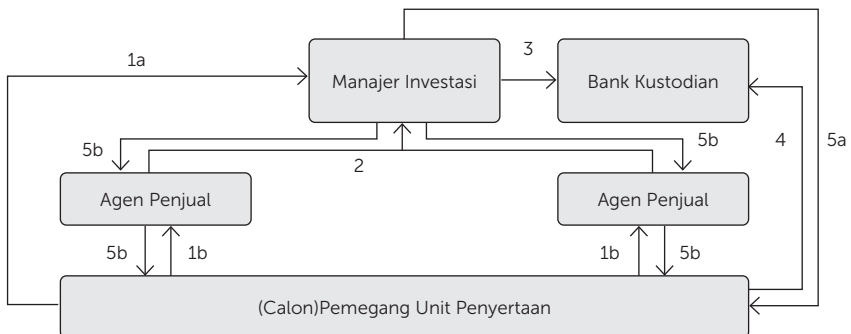 1a
3
Manajer Investasi
Bank Kustodian
5b
2
5b
4
5a
Agen Penjual
Agen Penjual
5b
1b
1b
5b
(Calon)Pemegang Unit Penyertaan